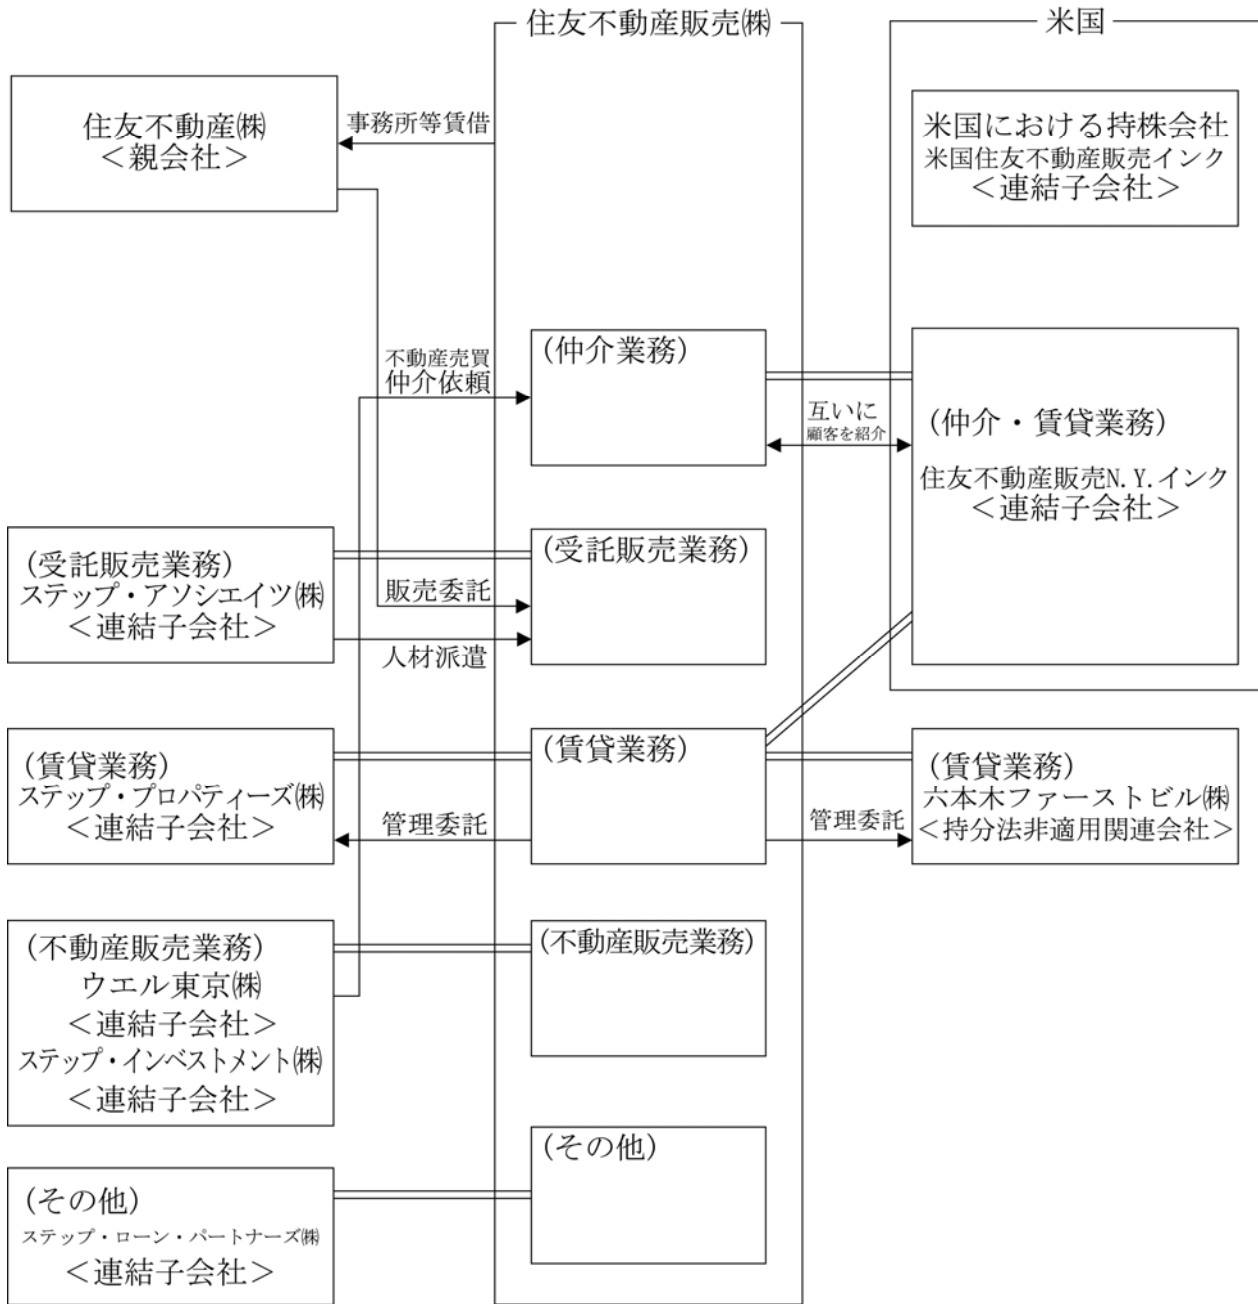 住友不動産販売㈱
米国
住友不動産㈱
＜親会社＞
事務所等賃借
米国における持株会社
米国住友不動産販売インク
＜連結子会社＞
不動産売買
仲介依頼
(仲介業務)
互いに
顧客を紹介
(仲介・賃貸業務)
住友不動産販売N.Y.インク
＜連結子会社＞
(受託販売業務)
ステップ・アソシエイツ㈱
＜連結子会社＞
販売委託
人材派遣
(受託販売業務)
(賃貸業務)
ステップ・プロパティーズ㈱
＜連結子会社＞
管理委託
(賃貸業務)
管理委託
(賃貸業務)
六本木ファーストビル㈱
＜持分法非適用関連会社＞
(不動産販売業務)
ウエル東京㈱
＜連結子会社＞
ステップ・インベストメント㈱
＜連結子会社＞
(不動産販売業務)
(その他)
ステップ・ローン・パートナーズ㈱
＜連結子会社＞
(その他)